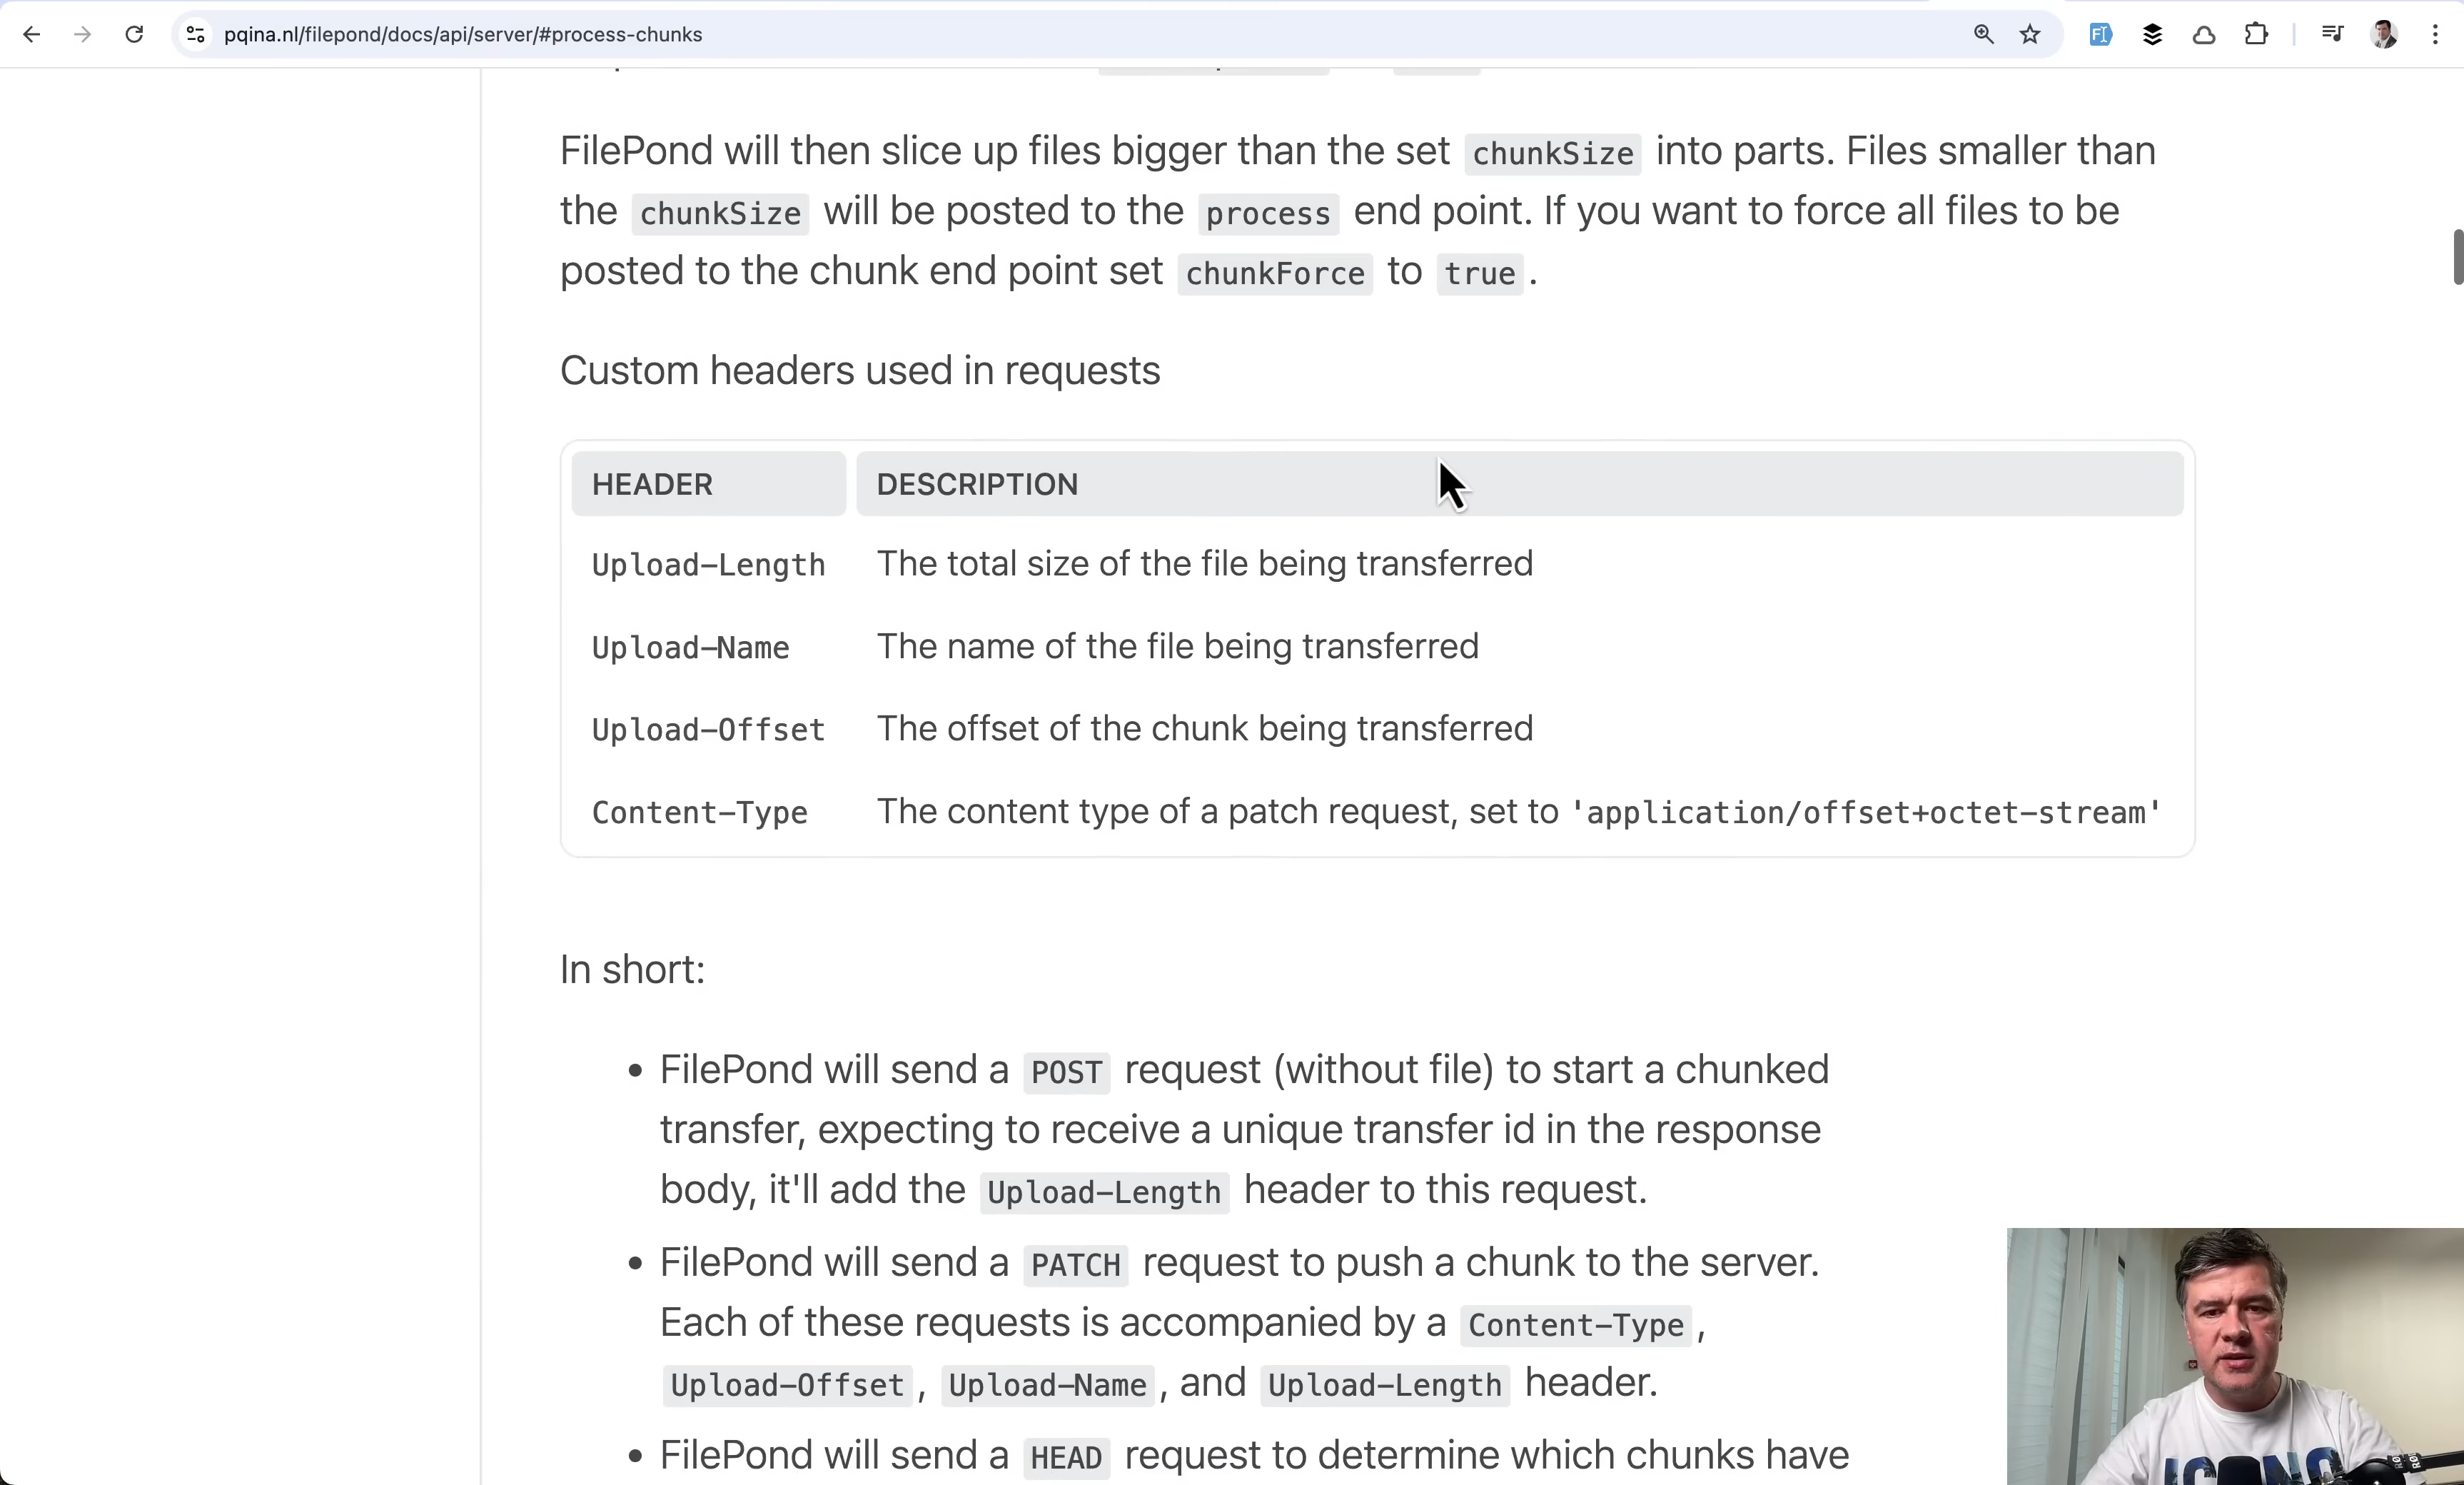 pqina.nl/filepond/docs/api/server/#process-chunks
FilePond will then slice up files bigger than the set chunkSize into parts. Files smaller than
the chunkSize will be posted to the process end point. If you want to force all files to be
posted to the chunk end point set chunkForce to true.
Custom headers used in requests
HEADER DESCRIPTION
Upload-Length The total size of the file being transferred
Upload-Name The name of the file being transferred
Upload-Offset The offset of the chunk being transferred
Content-Type The content type of a patch request, set to 'application/offset+octet-stream'
In short:
• FilePond will send a POST request (without file) to start a chunked
transfer, expecting to receive a unique transfer id in the response
body, it'll add the Upload-Length header to this request.
• FilePond will send a PATCH request to push a chunk to the server.
Each of these requests is accompanied by a Content-Type,
Upload-Offset, Upload-Name, and Upload-Length header.
• FilePond will send a HEAD request to determine which chunks have